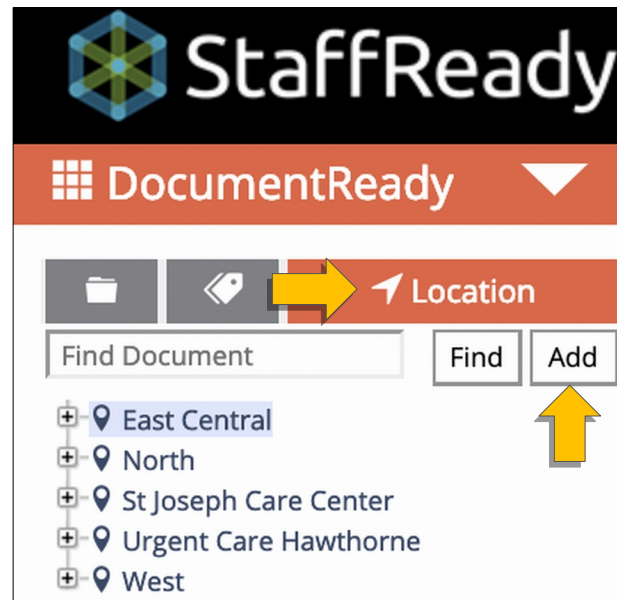 StaffReady
DocumentReady
Location
Find Document
Find
Add
East Central
North
St Joseph Care Center
Urgent Care Hawthorne
West